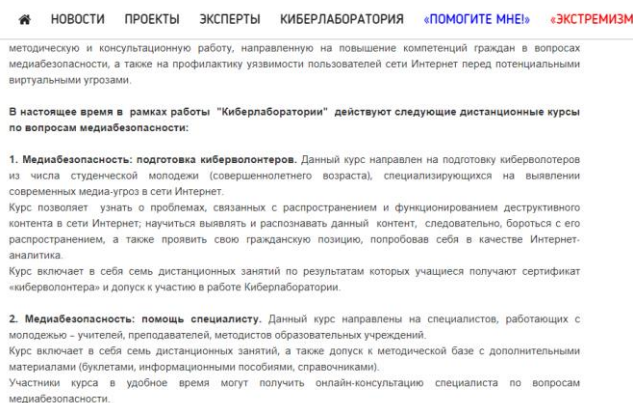 НОВОСТИ ПРОЕКТЫ ЭКСПЕРТЫ КИБЕРЛАБОРАТОРИЯ «ПОМОГИТЕ МНЕ!» «ЭКСТРЕМИЗМ
методическую и консультационную работу, направленную на повышение компетенций граждан в вопросах
медиабезопасности, а также на профилактику уязвимости пользователей сети Интернет перед потенциальными
виртуальными угрозами.
В настоящее время в рамках работы "Киберлаборатории" действуют следующие дистанционные курсы
по вопросам медиабезопасности:
1. Медиабезопасность: подготовка киберволонтеров. Данный курс направлен на подготовку киберволотеров
из числа студенческой молодежи (совершеннолетнего возраста), специализирующихся на выявлении
современных медиа-угроз в сети Интернет.
Курс позволяет узнать о проблемах, связанных с распространением и функционированием деструктивного
контента в сети Интернет; научиться выявлять и распознавать данный контент, следовательно, бороться с его
распространением, а также проявить свою гражданскую позицию, попробовав себя в качестве Интернет-
аналитика.
Курс включает в себя семь дистанционных занятий по результатам которых учащиеся получают сертификат
«киберволонтера» и допуск к участию в работе Киберлаборатории.
2. Медиабезопасность: помощь специалисту. Данный курс направлены на специалистов, работающих с
молодежью – учителей, преподавателей, методистов образовательных учреждений.
Курс включает в себя семь дистанционных занятий, а также допуск к методической базе с дополнительными
материалами (буклетами, информационными пособиями, справочниками).
Участники курса в удобное время могут получить онлайн-консультацию специалиста по вопросам
медиабезопасности.